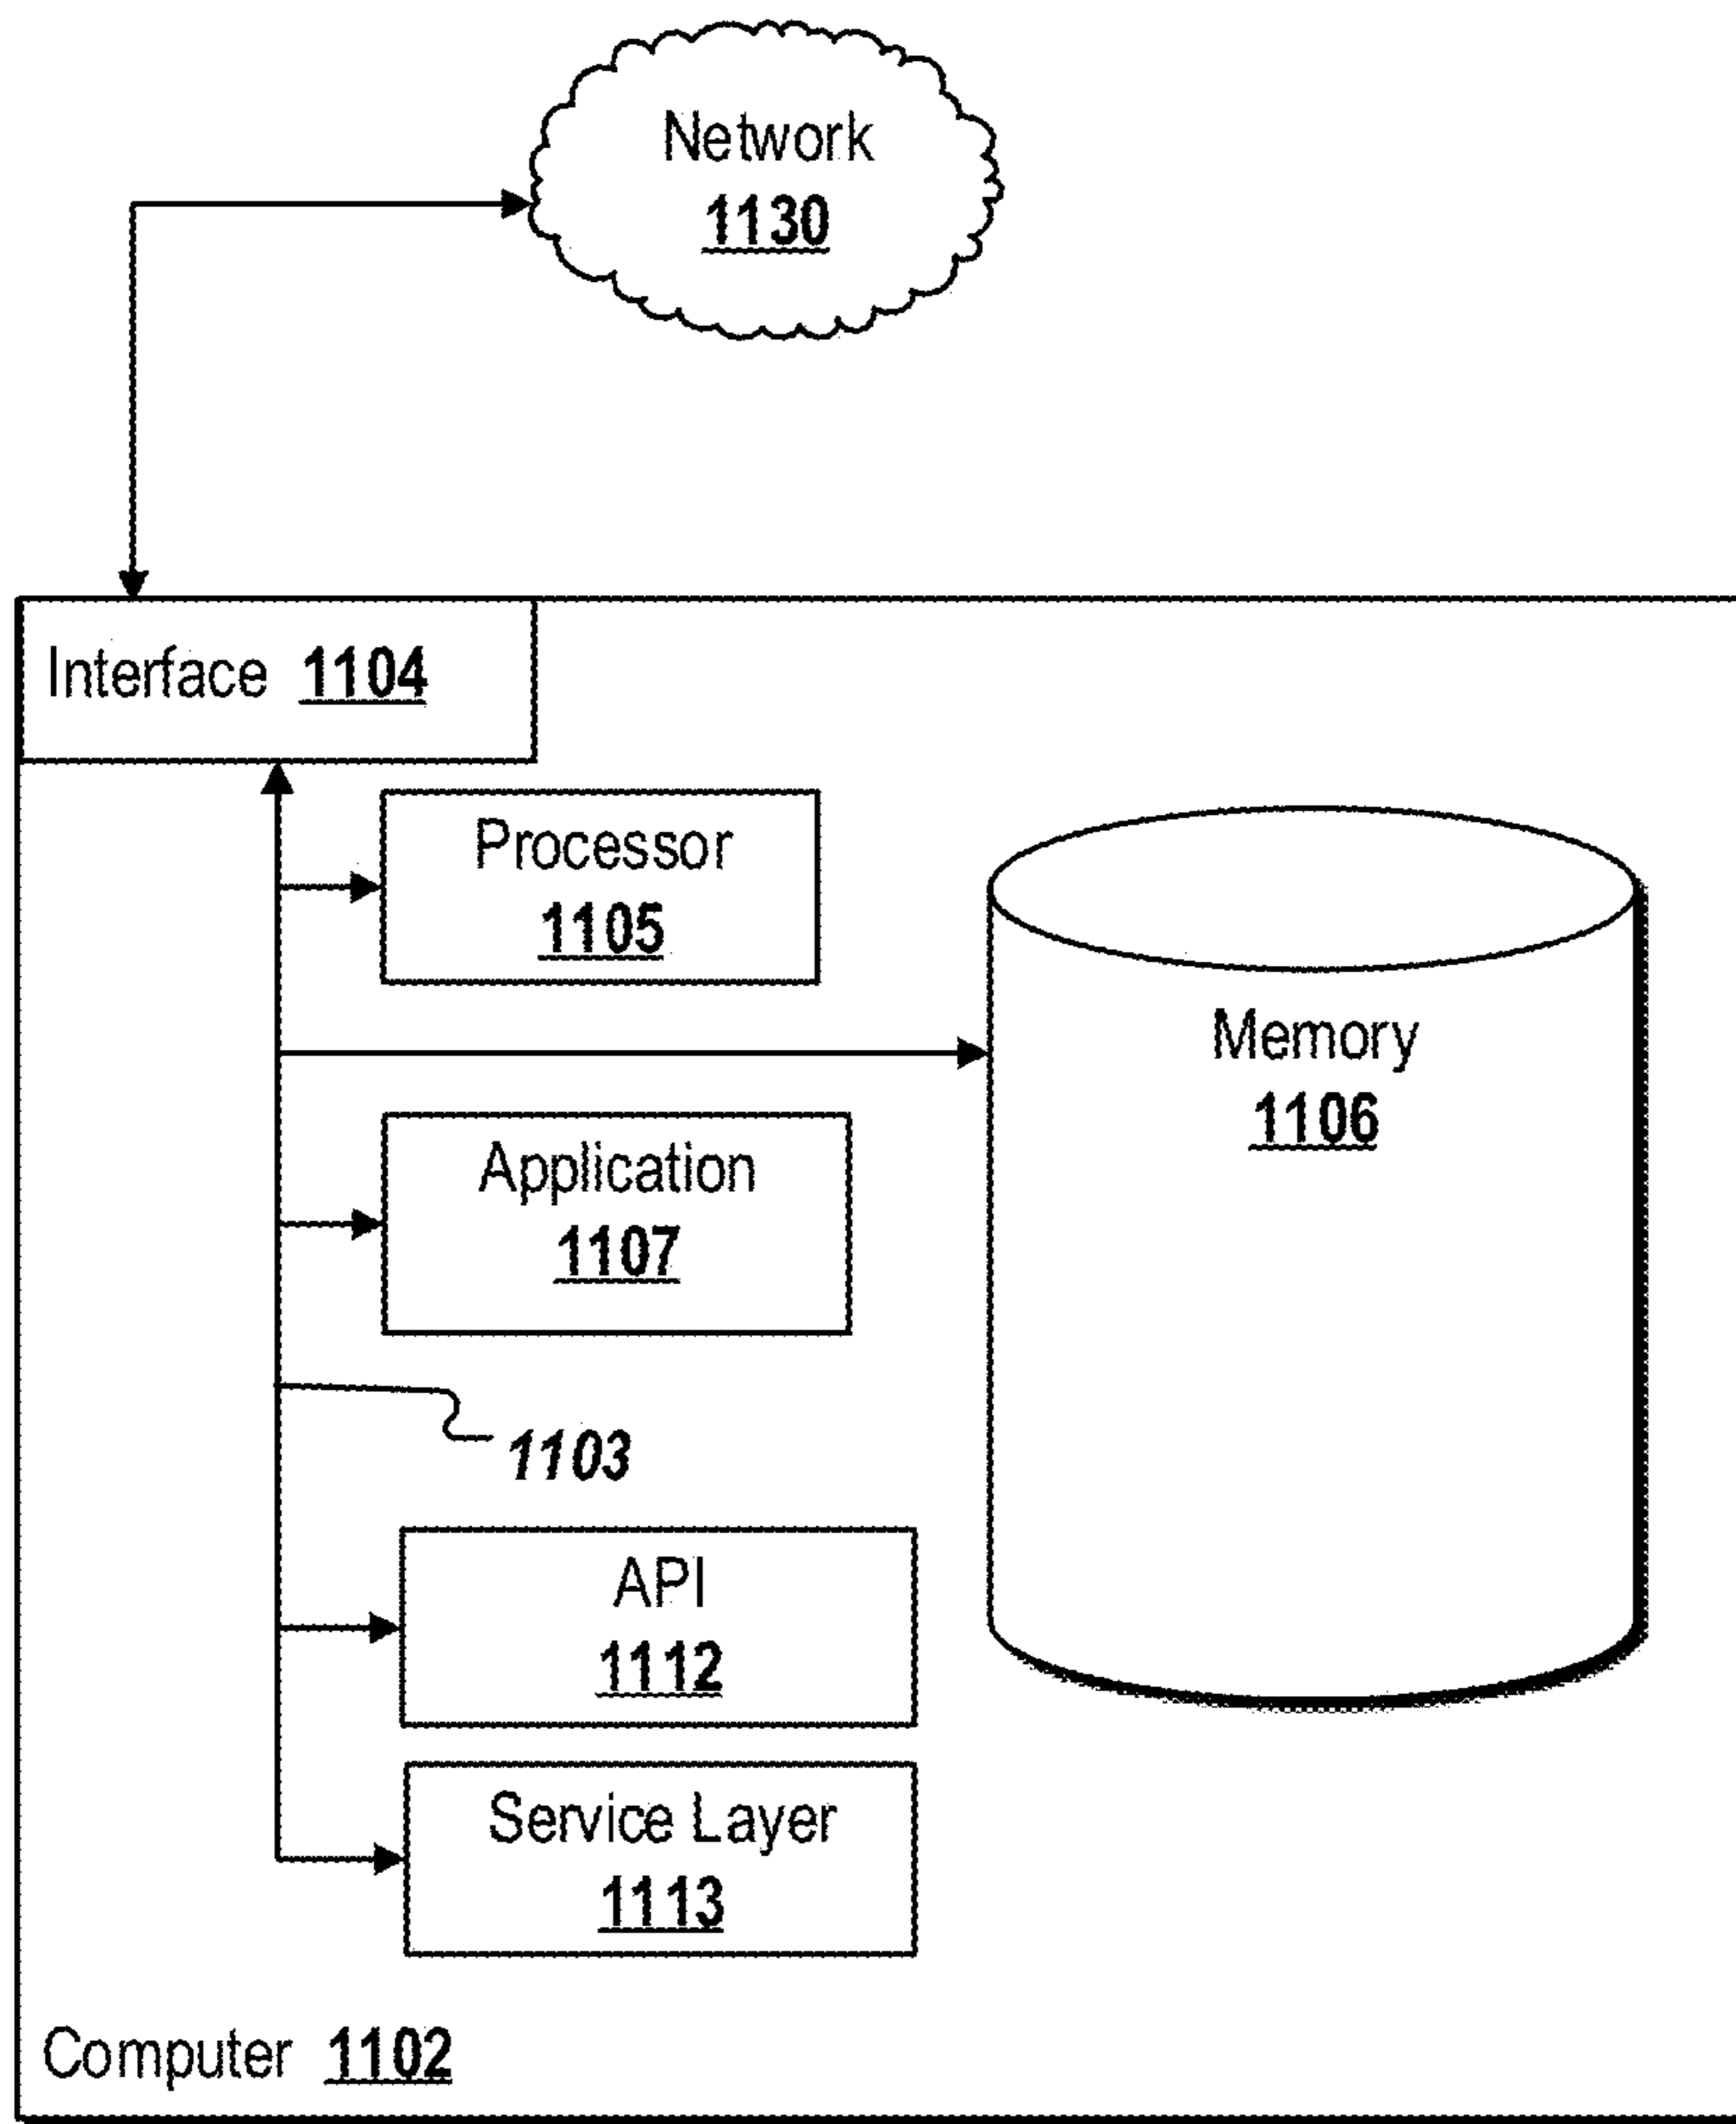 Network
1130
Interface 1104
Processor
1105
Memory
1106
Application
1107
1103
API
1112
Service Layer
1113
Computer 1102